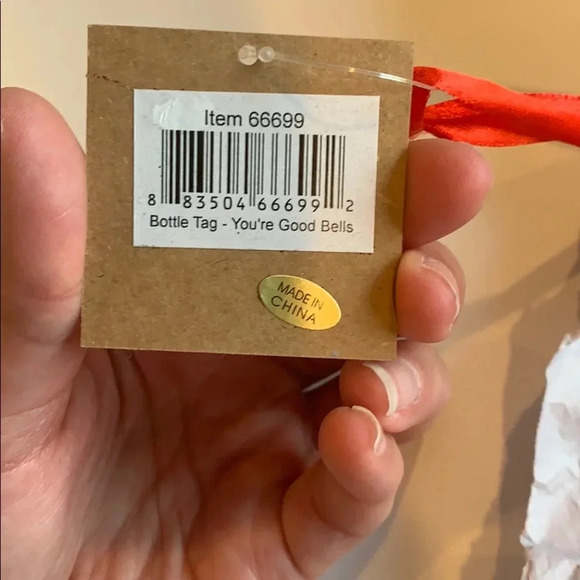 Item 66699
8 83504 66699 2
Bottle Tag - You're Good Bells
MADE IN
CHINA